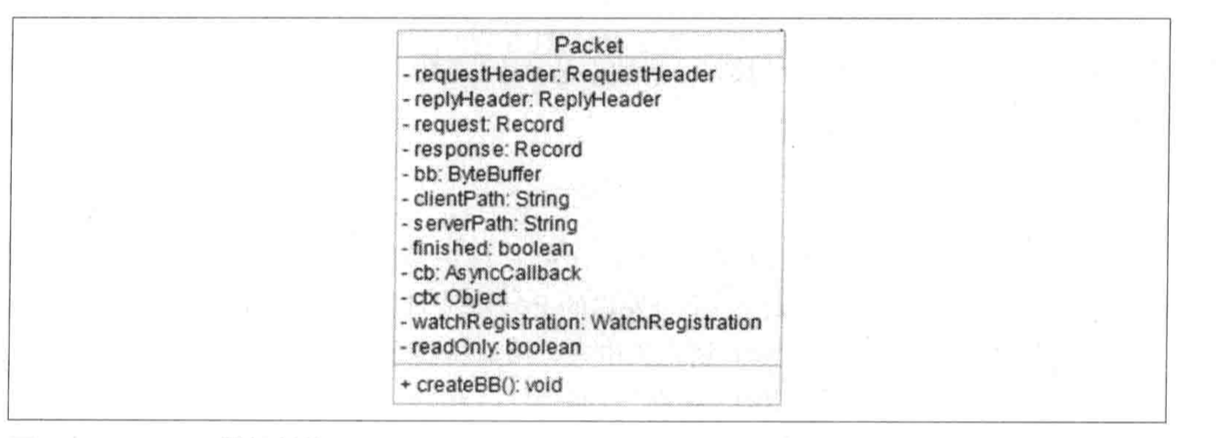 Packet
- requestHeader: RequestHeader
- replyHeader: ReplyHeader
- request: Record
- response: Record
- bb: ByteBuffer
- clientPath: String
- serverPath: String
- finished: boolean
- cb: AsyncCallback
- ctx: Object
- watchRegistration: WatchRegistration
- readOnly: boolean
+ createBB(): void